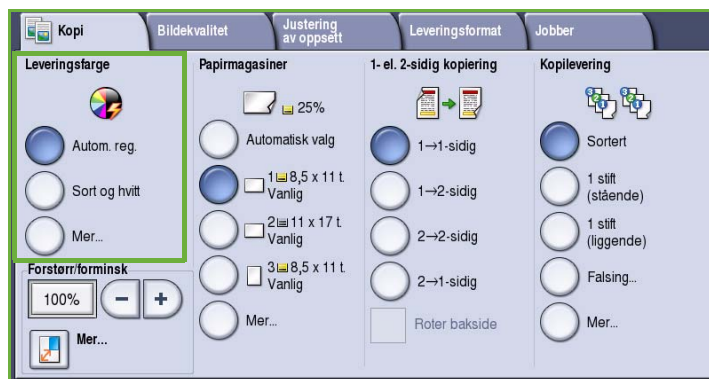 Kopi
Bildekvalitet
Justering
av oppsett
Leveringsformat
Jobber
Leveringsfarge
Autom. reg.
Sort og hvitt
Mer...
Forstørr/forminsk
100%
Mer...
Papirmagasiner
25%
Automatisk valg
1 8,5 x 11 t.
Vanlig
2 11 x 17 t.
Vanlig
3 8,5 x 11 t.
Vanlig
Mer...
1- el. 2-sidig kopiering
1→1-sidig
1→2-sidig
2→2-sidig
2→1-sidig
Roter bakside
Kopilevering
Sortert
1 stift
(stående)
1 stift
(liggende)
Falsing...
Mer...